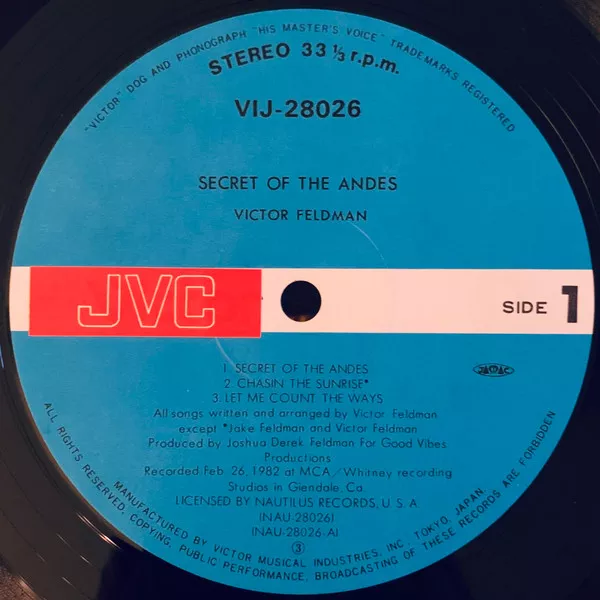 "VICTOR" DOG AND PHONOGRAPH "HIS MASTER'S VOICE" TRADEMARKS REGISTERED
STEREO 33 1/3 r.p.m.
VIJ-28026
SECRET OF THE ANDES
VICTOR FELDMAN
JVC
SIDE 1
1. SECRET OF THE ANDES
2. CHASIN THE SUNRISE*
3. LET ME COUNT THE WAYS
JASRAC
All songs written and arranged by Victor Feldman
except *Jake Feldman and Victor Feldman
Produced by Joshua Derek Feldman For Good Vibes
Productions
Recorded Feb. 26, 1982 at MCA/Whitney recording
Studios in Glendale. Ca.
LICENSED BY NAUTILUS RECORDS, U.S.A
INAU-28026I
INAU-28026-A1
③
ALL RIGHTS RESERVED, COPYING, PUBLIC PERFORMANCE, BROADCASTING OF THESE RECORDS ARE FORBIDDEN
MANUFACTURED BY VICTOR MUSICAL INDUSTRIES, INC. TOKYO, JAPAN